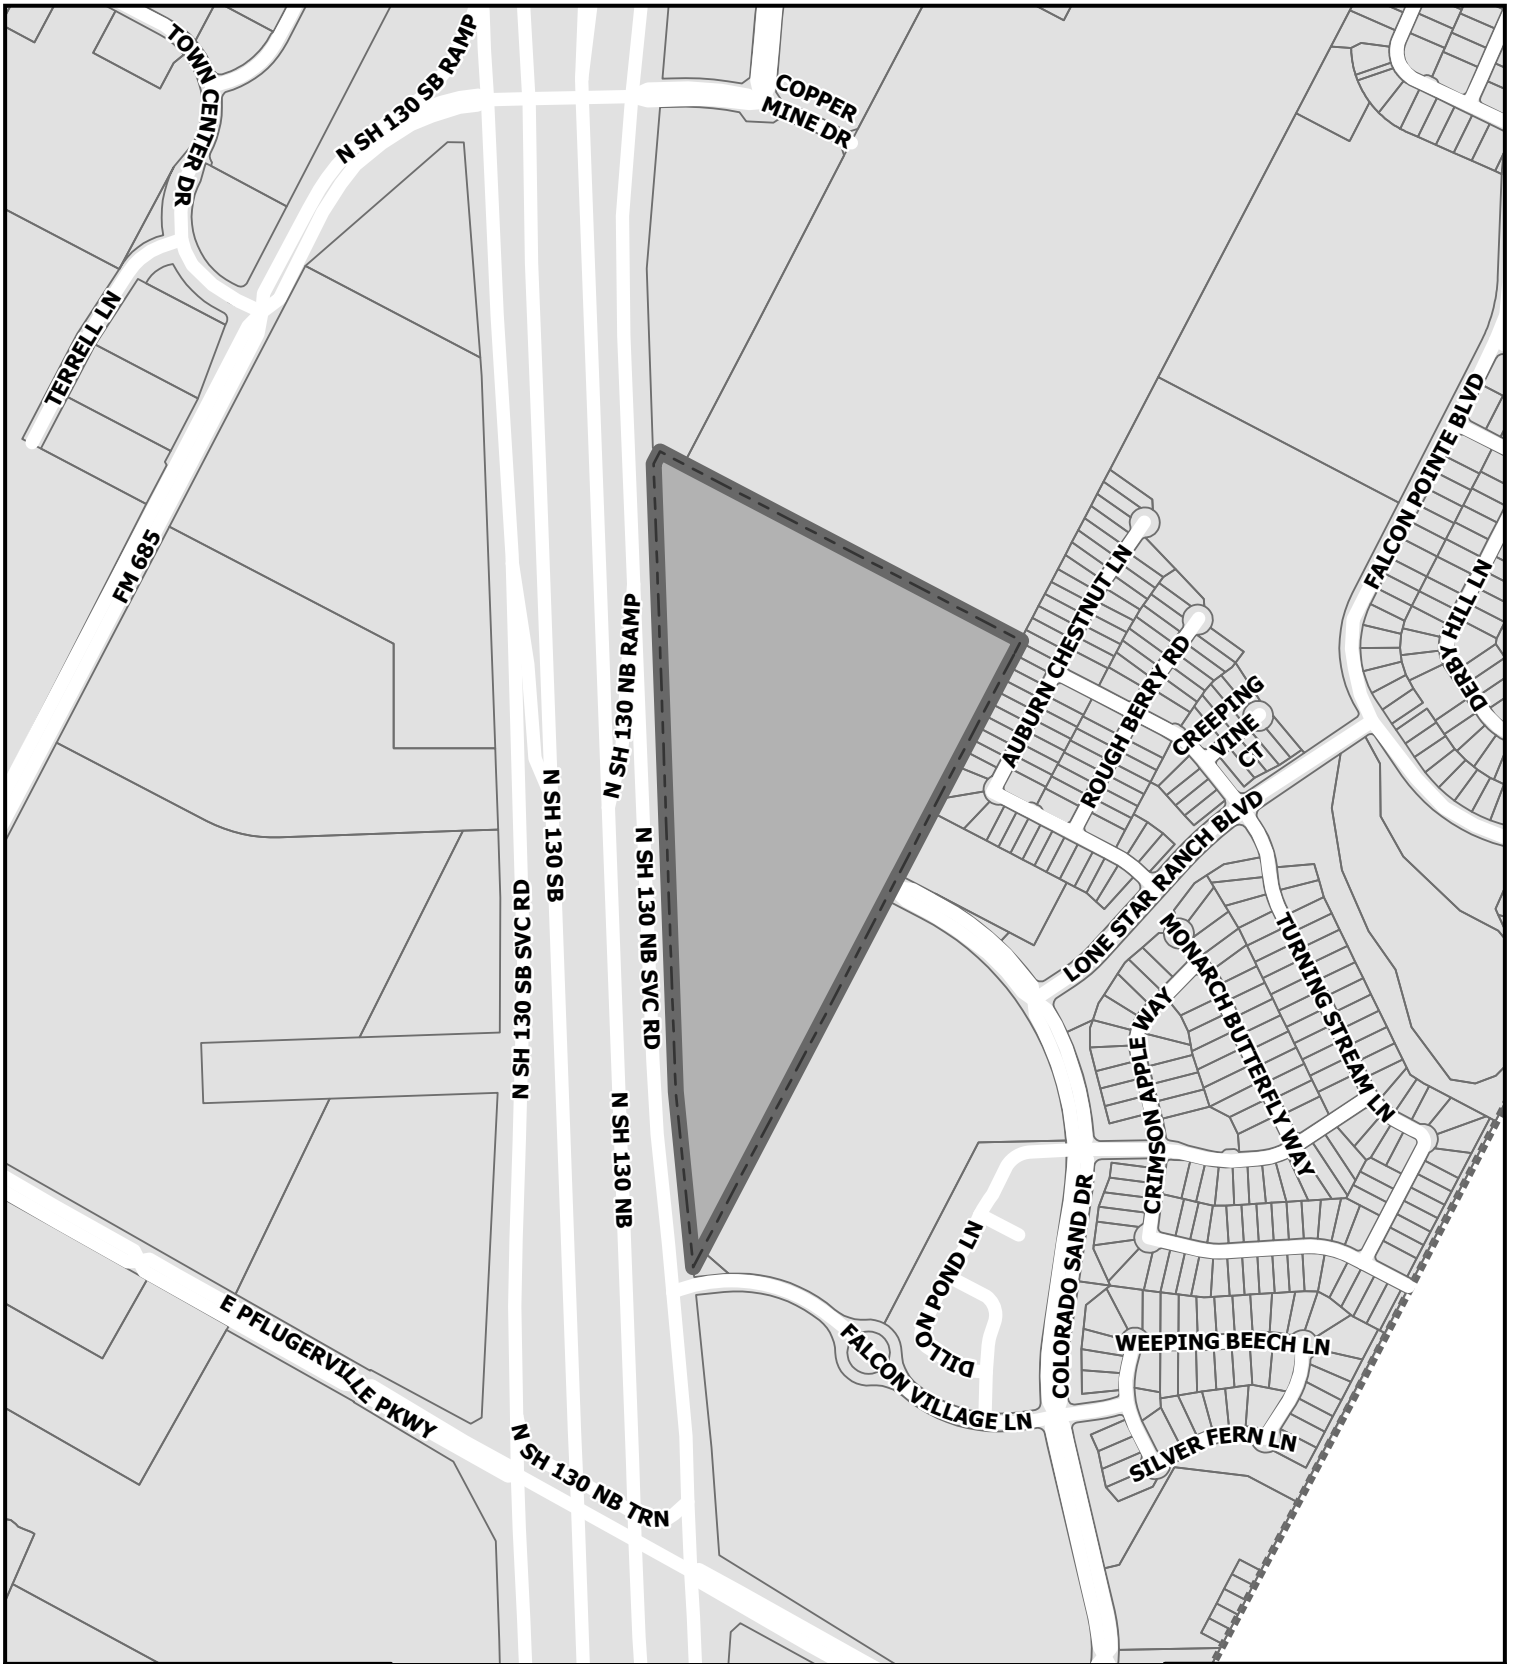 TOWN CENTER DR
N SH 130 SB RAMP
COPPER
MINE DR
TERRELL LN
FM 685
FALCON POINTE BLVD
DERBY HILL LN
AUBURN CHESTNUT LN
ROUGH BERRY RD
CREEPING
VINE
CT
N SH 130 NB RAMP
N SH 130 SB
N SH 130 NB SVC RD
N SH 130 SB SVC RD
LONE STAR RANCH BLVD
MONARCH BUTTERFLY WAY
TURNING STREAM LN
CRIMSON APPLE WAY
N SH 130 NB
COLORADO SAND DR
DILLON POND LN
E PFLUGERVILLE PKWY
FALCON VILLAGE LN
WEEPING BEECH LN
SILVER FERN LN
N SH 130 NB TRN